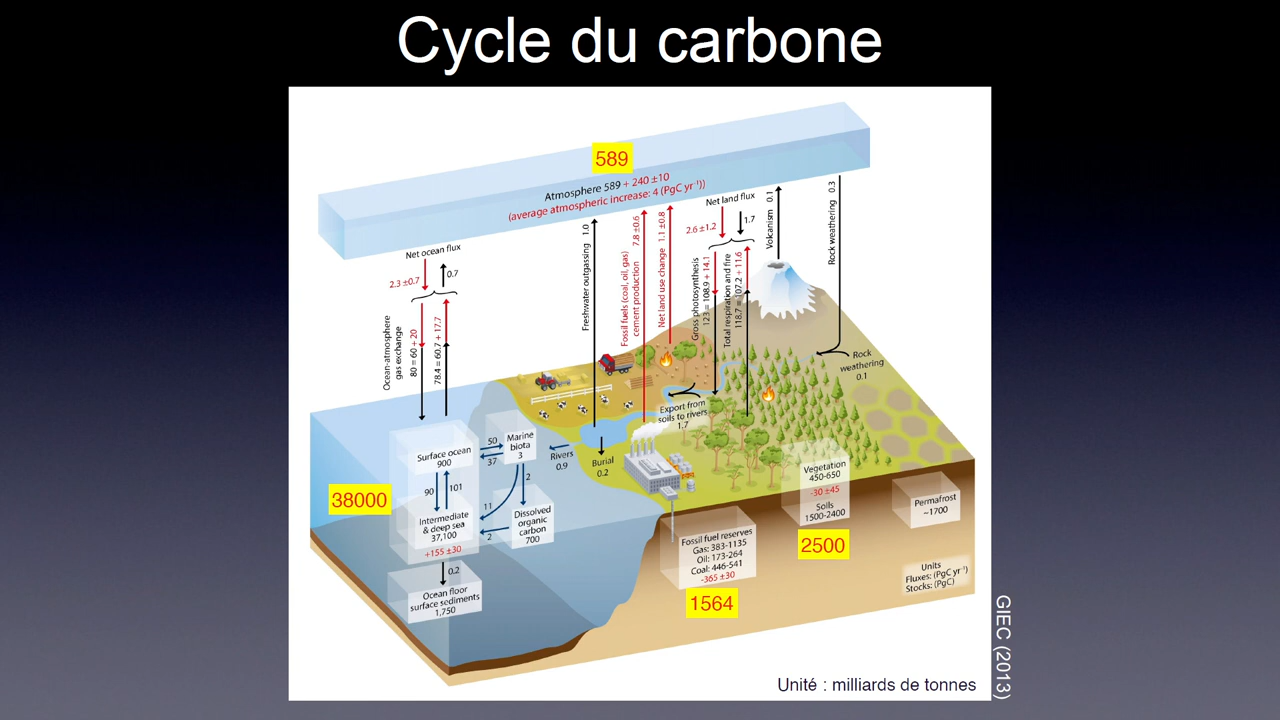 Cycle du carbone
589
Atmosphere 589 + 240 ±10
(average atmospheric increase: 4 (PgC yr⁻¹))
Net ocean flux
2.3 ±0.7
0.7
Ocean-atmosphere
gas exchange
80 = 60 + 20
78.4 = 60.7 + 17.7
Freshwater outgassing 1.0
Fossil fuels (coal, oil, gas)
cement production 7.8 ±0.6
Net land use change 1.1 ±0.8
Net land flux
2.6 ±1.2
1.7
Gross photosynthesis
123 = 108.9 + 14.1
Total respiration and fire
118.7 = 107.2 + 11.6
Volcanism 0.1
Rock weathering 0.3
Rock
weathering
0.1
Export from
soils to rivers
1.7
Rivers
0.9
Burial
0.2
Surface ocean
900
50
37
Marine
biota
3
90
101
11
2
Intermediate
& deep sea
37,100
+155 ±30
2
Dissolved
organic
carbon
700
0.2
Ocean floor
surface sediments
1,750
38000
Fossil fuel reserves
Gas: 383-1135
Oil: 173-264
Coal: 446-541
-365 ±30
1564
Vegetation
450-650
-30 ±45
Soils
1500-2400
2500
Permafrost
~1700
Units
Fluxes: (PgC yr⁻¹)
Stocks: (PgC)
GIEC (2013)
Unité : milliards de tonnes